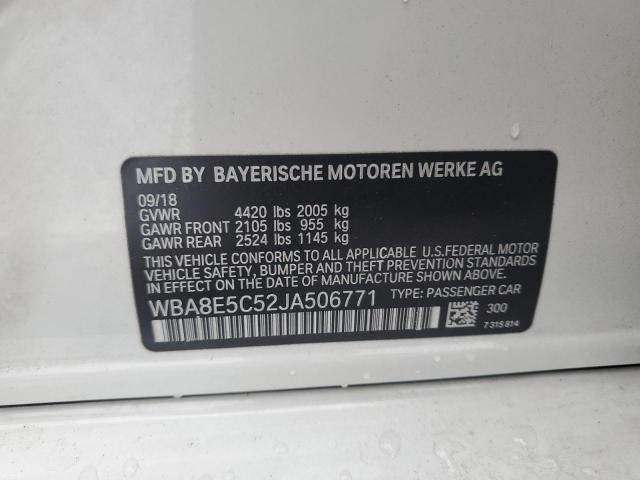 MFD BY BAYERISCHE MOTOREN WERKE AG
09/18
GVWR 4420 lbs 2005 kg
GAWR FRONT 2105 lbs 955 kg
GAWR REAR 2524 lbs 1145 kg
THIS VEHICLE CONFORMS TO ALL APPLICABLE U.S.FEDERAL MOTOR
VEHICLE SAFETY, BUMPER,AND THEFT PREVENTION STANDARDS
IN EFFECT ON THE DATE OF MANUFACTURE SHOWN ABOVE.
WBA8E5C52JA506771 TYPE: PASSENGER CAR
300
7 315 814